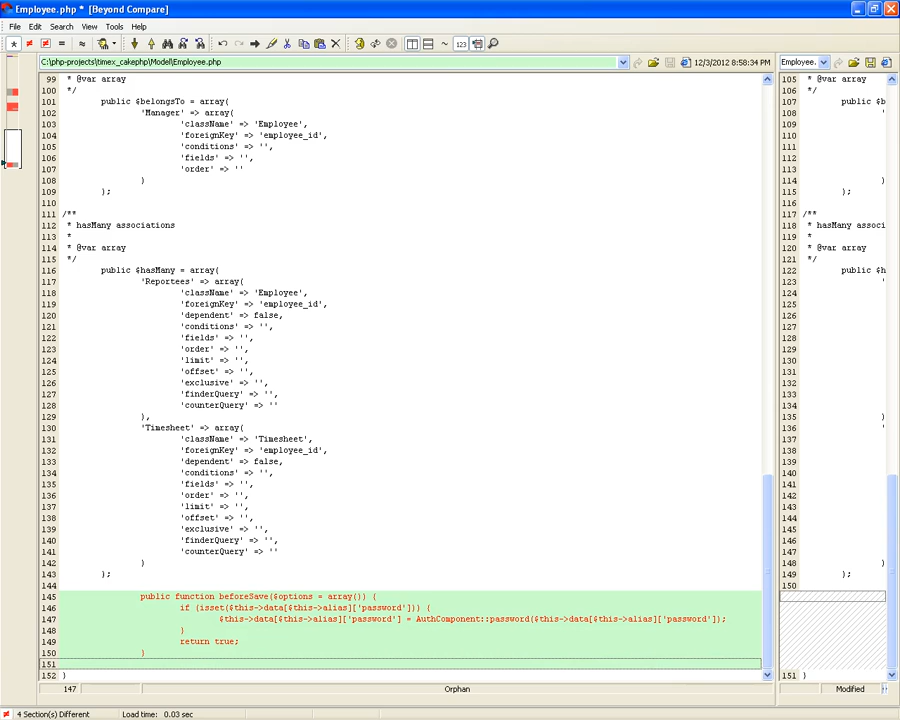 Employee.php * [Beyond Compare]
File Edit Search View Tools Help
C:\php-projects\timex_cakephp\Model\Employee.php 12/3/2012 8:58:34 PM
99 * @var array
100 */
101 public $belongsTo = array(
102 'Manager' => array(
103 'className' => 'Employee',
104 'foreignKey' => 'employee_id',
105 'conditions' => '',
106 'fields' => '',
107 'order' => ''
108 )
109 );
110
111 /**
112 * hasMany associations
113 *
114 * @var array
115 */
116 public $hasMany = array(
117 'Reportees' => array(
118 'className' => 'Employee',
119 'foreignKey' => 'employee_id',
120 'dependent' => false,
121 'conditions' => '',
122 'fields' => '',
123 'order' => '',
124 'limit' => '',
125 'offset' => '',
126 'exclusive' => '',
127 'finderQuery' => '',
128 'counterQuery' => ''
129 ),
130 'Timesheet' => array(
131 'className' => 'Timesheet',
132 'foreignKey' => 'employee_id',
133 'dependent' => false,
134 'conditions' => '',
135 'fields' => '',
136 'order' => '',
137 'limit' => '',
138 'offset' => '',
139 'exclusive' => '',
140 'finderQuery' => '',
141 'counterQuery' => ''
142 )
143 );
144
145 public function beforeSave($options = array()) {
146 if (isset($this->data[$this->alias]['password'])) {
147 $this->data[$this->alias]['password'] = AuthComponent::password($this->data[$this->alias]['password']);
148 }
149 return true;
150 )
151
152 )
147 Orphan
Employee.
105 * @var array
106 */
107 public $b
108 '
109
110
111
112
113
114 )
115 );
116
117 /**
118 * hasMany associ
119 *
120 * @var array
121 */
122 public $h
123 '
124
125
126
127
128
129
130
131
132
133
134
135 )
136 '
137
138
139
140
141
142
143
144
145
146
147
148 )
149 );
150
151 )
Modified
4 Section(s) Different Load time: 0.03 sec